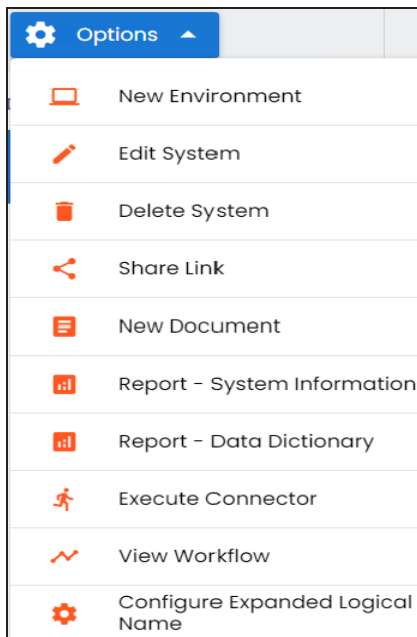 Options
New Environment
Edit System
Delete System
Share Link
New Document
Report - System Information
Report - Data Dictionary
Execute Connector
View Workflow
Configure Expanded Logical
Name